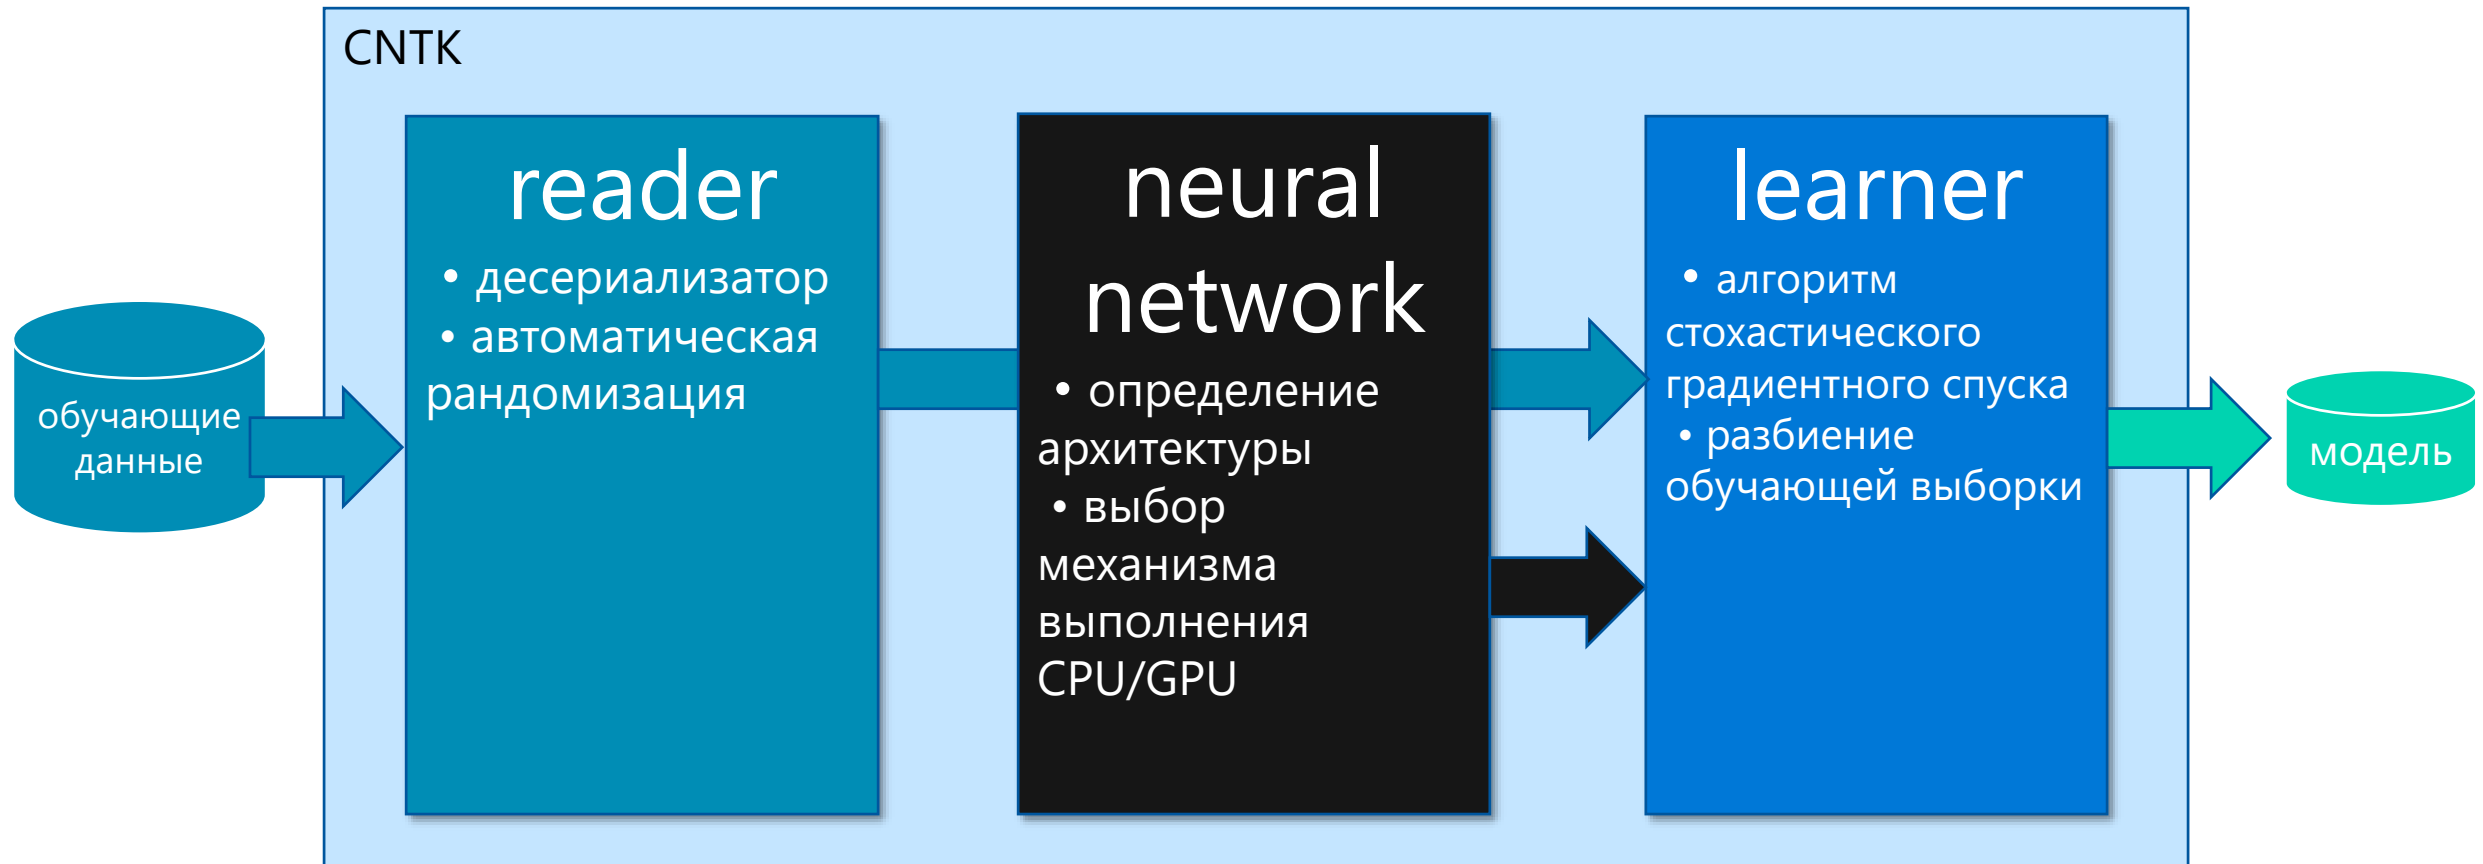 CNTK
обучающие
данные
reader
• десериализатор
• автоматическая
рандомизация
neural
network
• определение
архитектуры
• выбор
механизма
выполнения
CPU/GPU
learner
• алгоритм
стохастического
градиентного спуска
• разбиение
обучающей выборки
модель